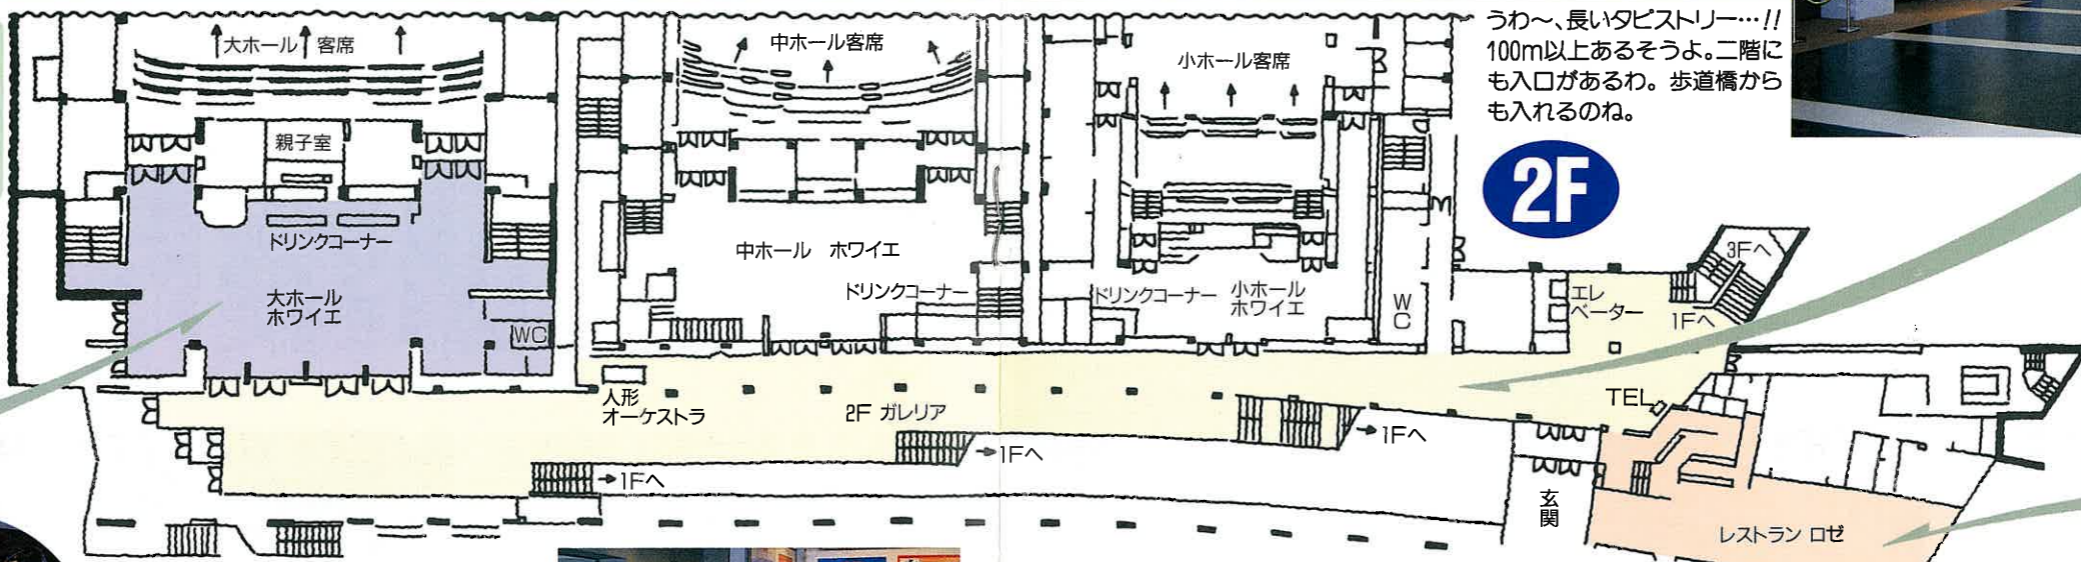 うわ〜、長いタピストリー…!!
100m以上あるそうよ。二階に
も入口があるわ。歩道橋から
も入れるのね。
2F
大ホール 客席
中ホール客席
小ホール客席
親子室
ドリンクコーナー
大ホール
ホワイエ
WC
中ホール ホワイエ
ドリンクコーナー
ドリンクコーナー
小ホール
ホワイエ
WC
エレ
ベーター
3Fへ
1Fへ
人形
オーケストラ
2F ガレリア
TEL
→1Fへ
→1Fへ
→1Fへ
玄関
レストラン ロゼ